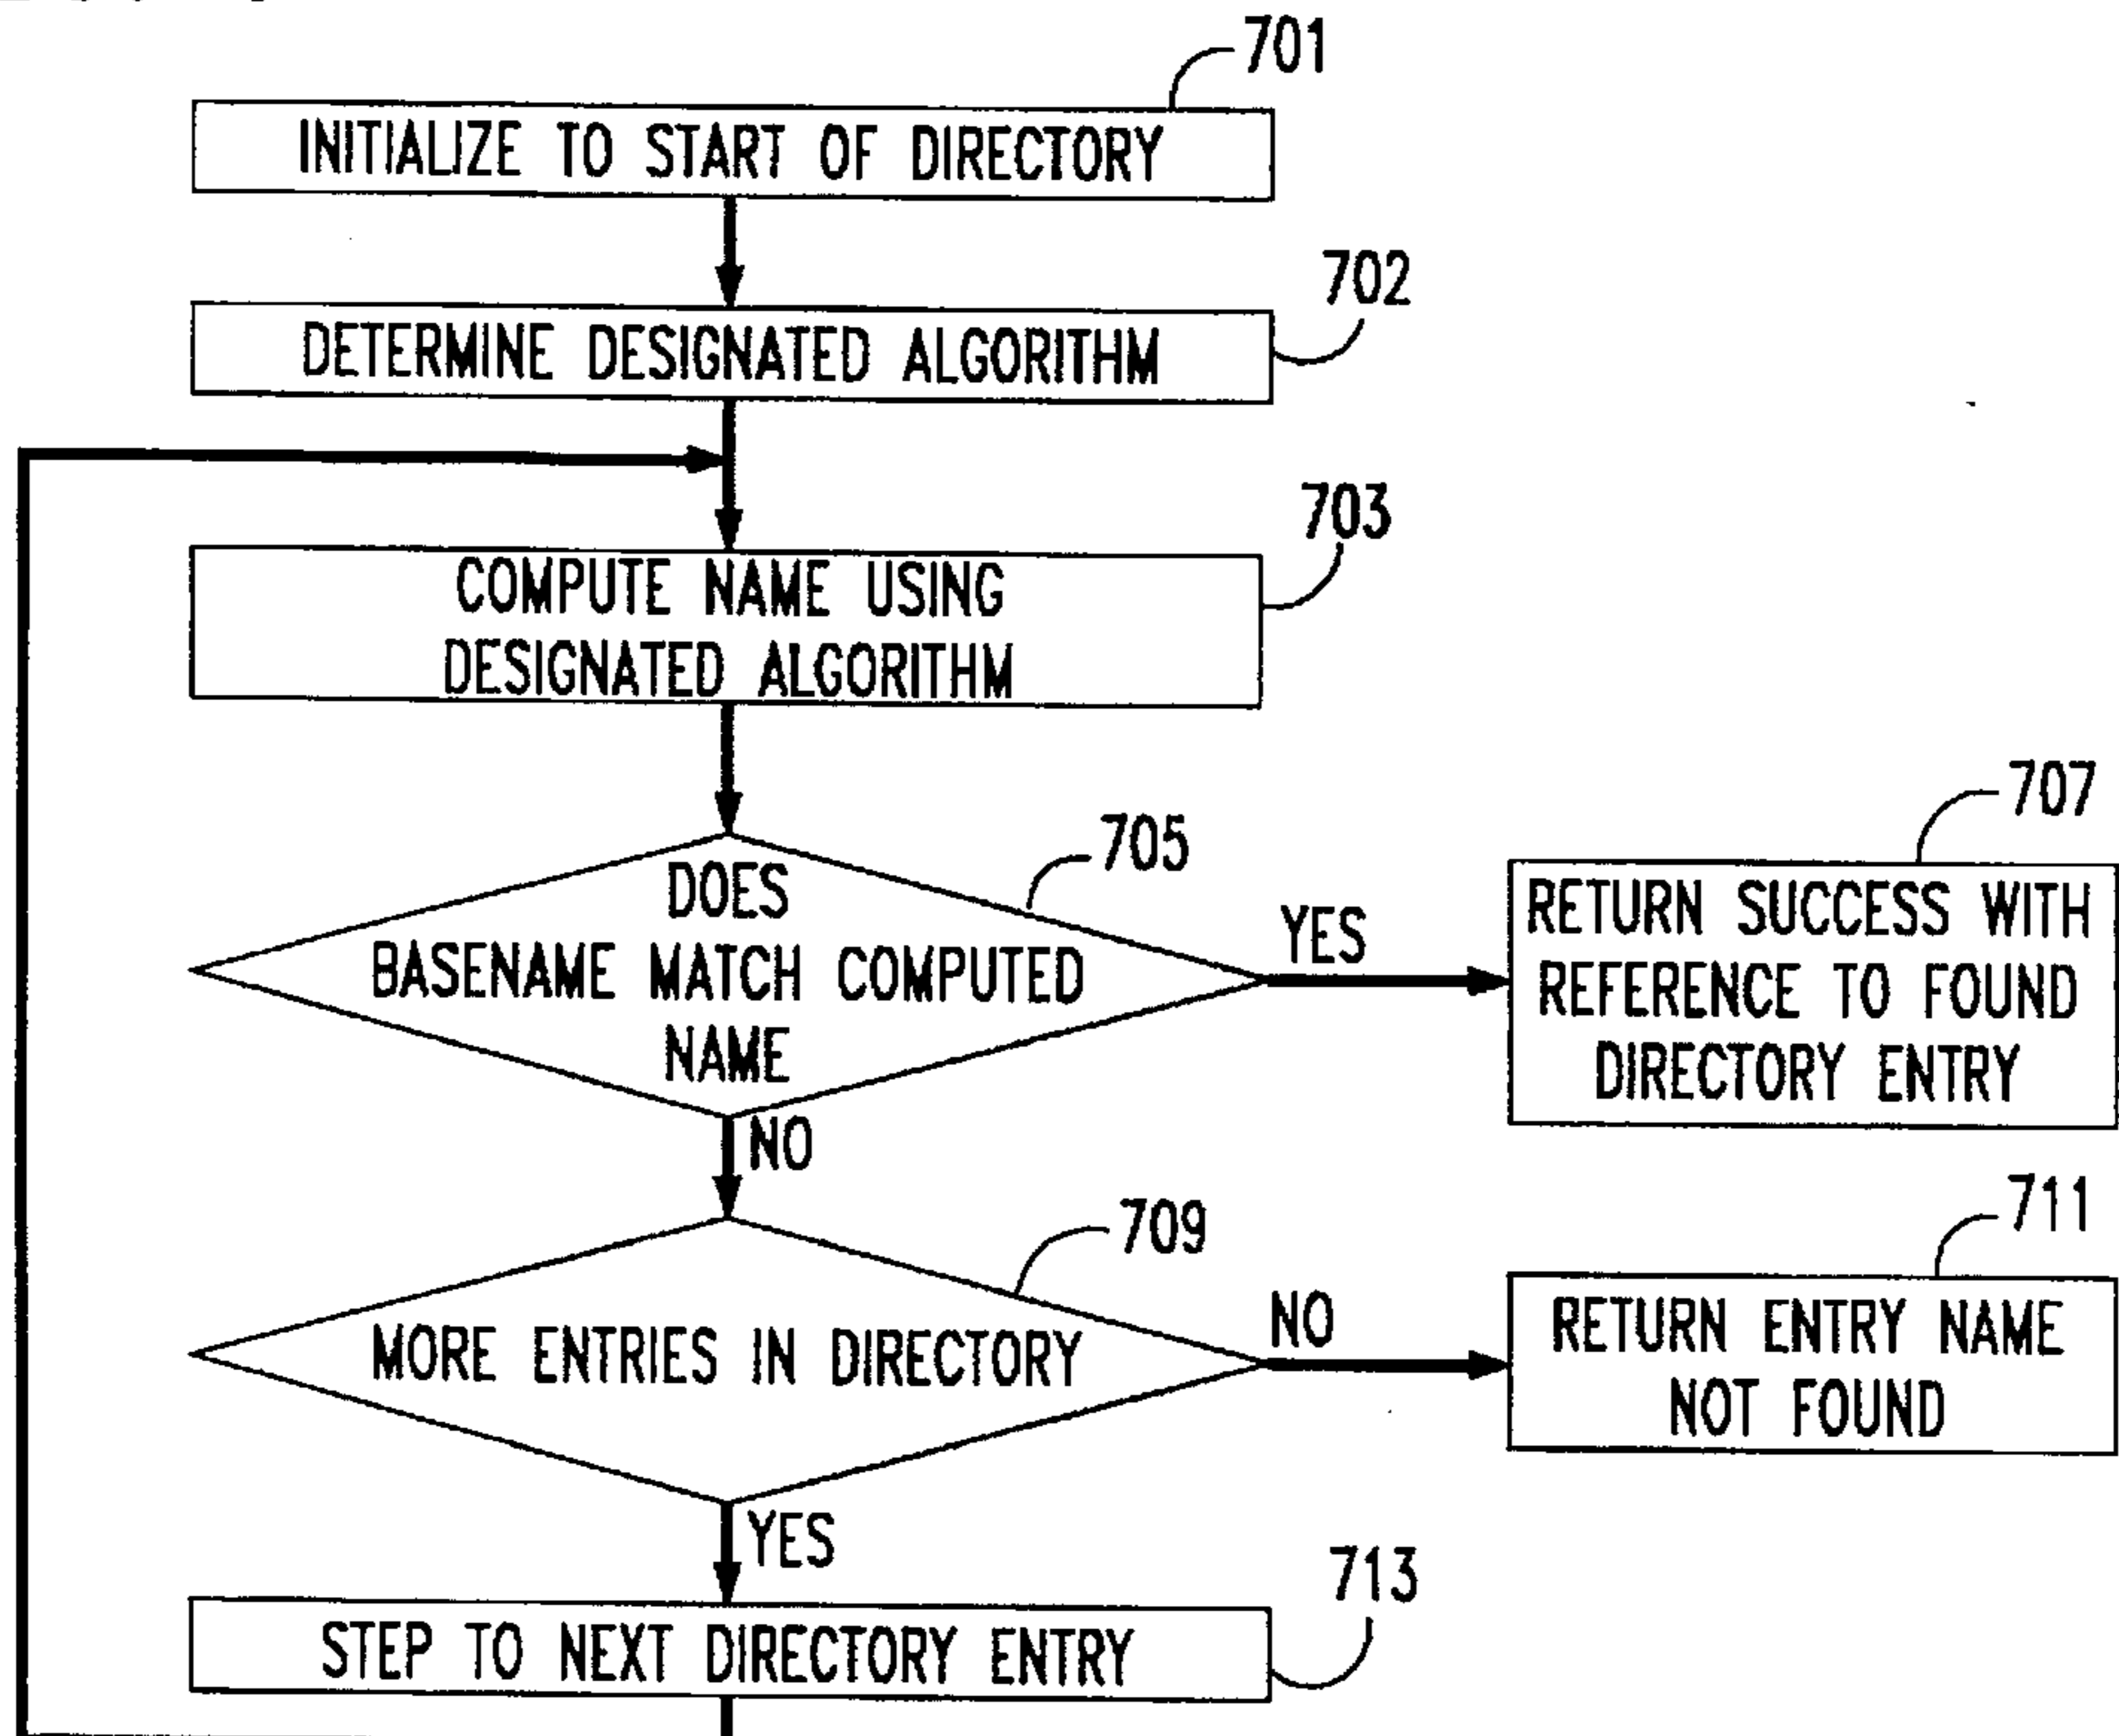 701
INITIALIZE TO START OF DIRECTORY
702
DETERMINE DESIGNATED ALGORITHM
703
COMPUTE NAME USING
DESIGNATED ALGORITHM
705
DOES
BASENAME MATCH COMPUTED
NAME
YES
707
RETURN SUCCESS WITH
REFERENCE TO FOUND
DIRECTORY ENTRY
NO
709
MORE ENTRIES IN DIRECTORY
NO
711
RETURN ENTRY NAME
NOT FOUND
YES
713
STEP TO NEXT DIRECTORY ENTRY